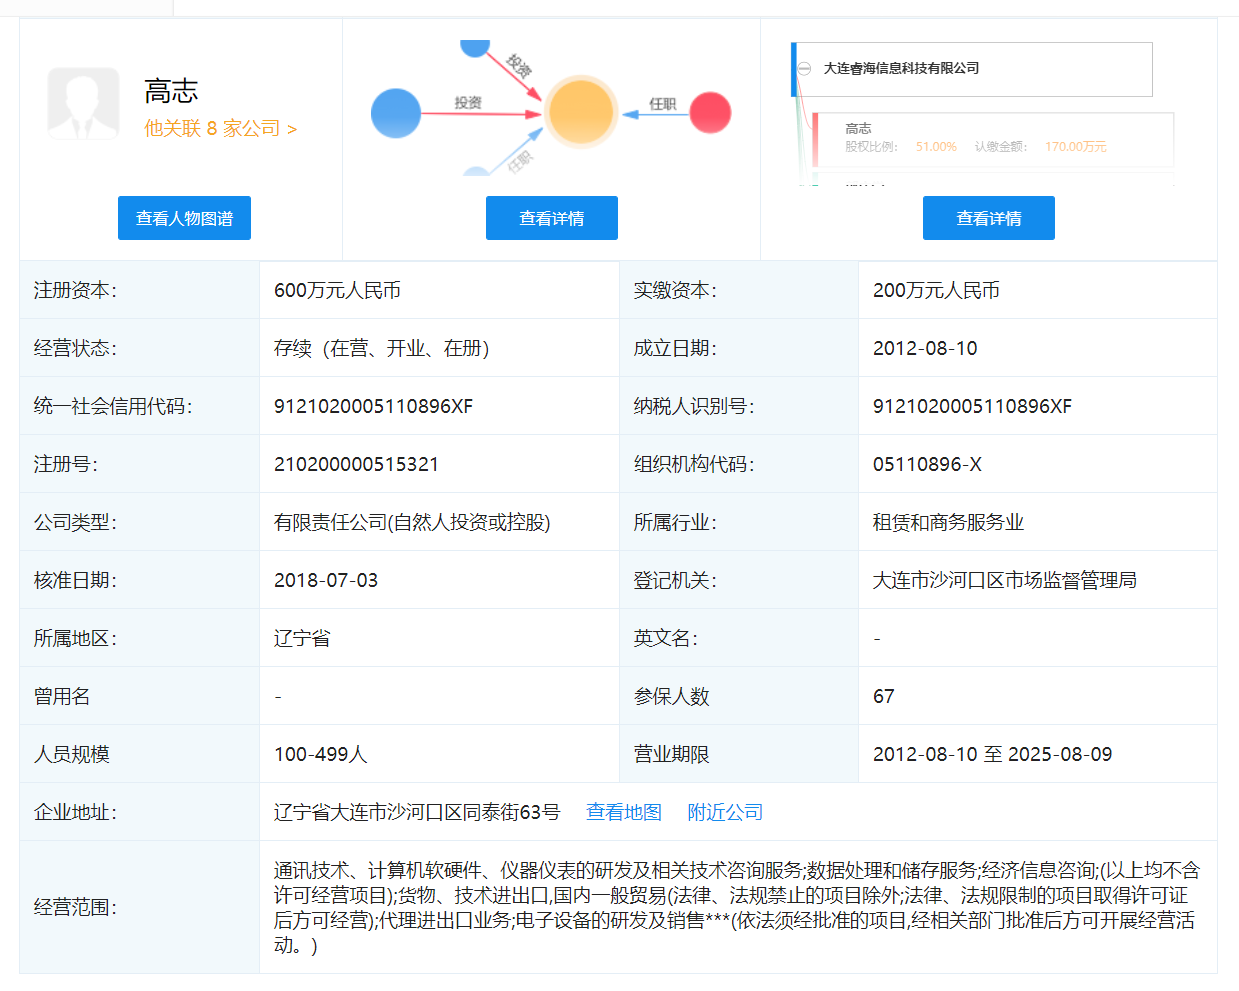 高志
他关联 8 家公司 >
查看人物图谱
投资
投资
任职
任职
查看详情
大连睿海信息科技有限公司
高志
股权比例： 51.00% 认缴金额： 170.00万元
查看详情
注册资本： 600万元人民币 实缴资本： 200万元人民币
经营状态： 存续（在营、开业、在册） 成立日期： 2012-08-10
统一社会信用代码： 9121020005110896XF 纳税人识别号： 9121020005110896XF
注册号： 210200000515321 组织机构代码： 05110896-X
公司类型： 有限责任公司(自然人投资或控股) 所属行业： 租赁和商务服务业
核准日期： 2018-07-03 登记机关： 大连市沙河口区市场监督管理局
所属地区： 辽宁省 英文名： -
曾用名 - 参保人数 67
人员规模 100-499人 营业期限 2012-08-10 至 2025-08-09
企业地址： 辽宁省大连市沙河口区同泰街63号 查看地图 附近公司
经营范围：
通讯技术、计算机软硬件、仪器仪表的研发及相关技术咨询服务;数据处理和储存服务;经济信息咨询;(以上均不含
许可经营项目);货物、技术进出口,国内一般贸易(法律、法规禁止的项目除外;法律、法规限制的项目取得许可证
后方可经营);代理进出口业务;电子设备的研发及销售***(依法须经批准的项目,经相关部门批准后方可开展经营活
动。)